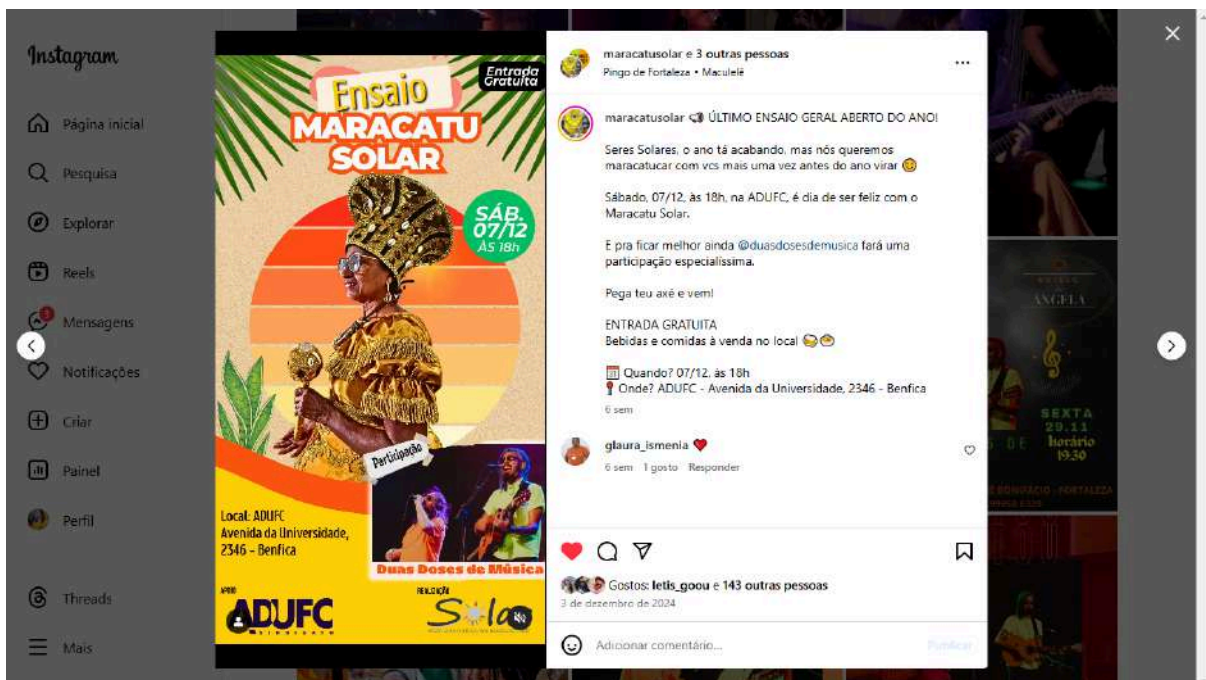 Instagram
Página inicial
Pesquisa
Explorar
Reels
Mensagens
Notificações
Criar
Painel
Perfil
Threads
Mais
Entrada
Gratuita
Ensaio
MARACATU
SOLAR
SÁB.
07/12
ÀS 18h
Participação
Local: ADUFC
Avenida da Universidade,
2346 - Benfica
Duas Doses de Música
APOIO
ADUFC
SINDICATO
REALIZAÇÃO
Solar
maracatusolar e 3 outras pessoas
Pingo de Fortaleza • Maculelê
maracatusolar 📢 ÚLTIMO ENSAIO GERAL ABERTO DO ANO!
Seres Solares, o ano tá acabando, mas nós queremos
maracatucar com vcs mais uma vez antes do ano virar
Sábado, 07/12, às 18h, na ADUFC, é dia de ser feliz com o
Maracatu Solar.
E pra ficar melhor ainda @duasdosesdemusica fará uma
participação especialíssima.
Pega teu axé e vem!
ENTRADA GRATUITA
Bebidas e comidas à venda no local
Quando? 07/12, às 18h
📍 Onde? ADUFC - Avenida da Universidade, 2346 - Benfica
6 sem
glaura_ismenia ❤️
6 sem 1 gosto Responder
Gostos: letis_goou e 143 outras pessoas
3 de dezembro de 2024
Adicionar comentário...
Publicar
ANGELA
SEXTA
29.11
horário
19:30